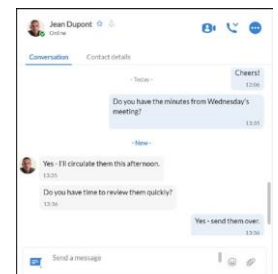 Jean Dupont
Online
Conversation Contact details
- Today -
Cheers!
13:06
Do you have the minutes from Wednesday's
meeting?
13:35
- New -
Yes - I'll circulate them this afternoon.
13:35
Do you have time to review them quickly?
13:36
Yes - send them over.
13:36
Send a message